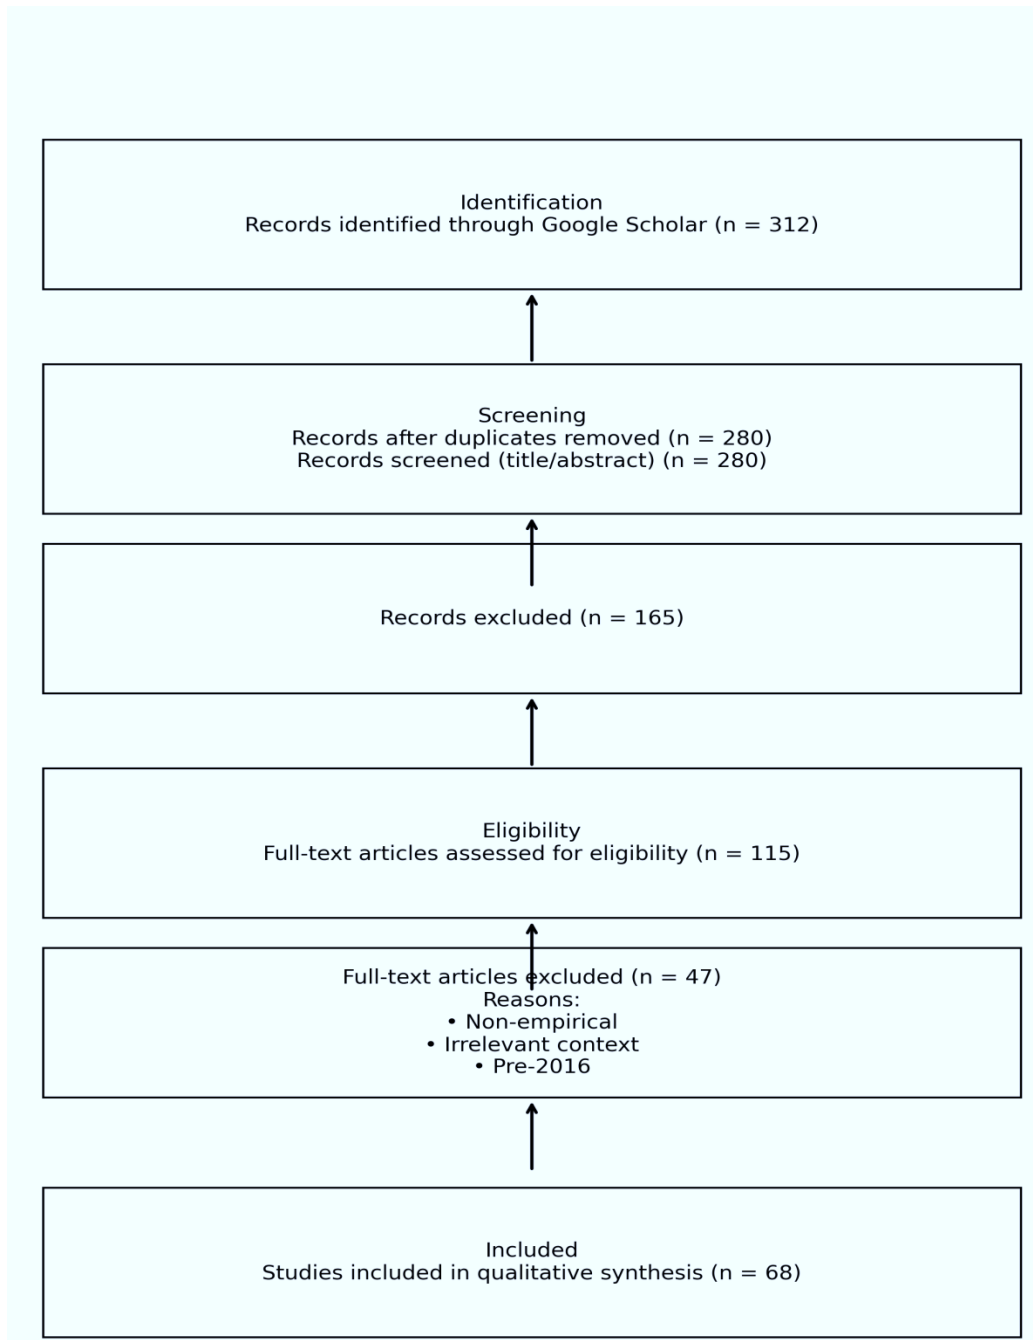 Identification
Records identified through Google Scholar (n = 312)
Screening
Records after duplicates removed (n = 280)
Records screened (title/abstract) (n = 280)
Records excluded (n = 165)
Eligibility
Full-text articles assessed for eligibility (n = 115)
Full-text articles excluded (n = 47)
Reasons:
• Non-empirical
• Irrelevant context
• Pre-2016
Included
Studies included in qualitative synthesis (n = 68)